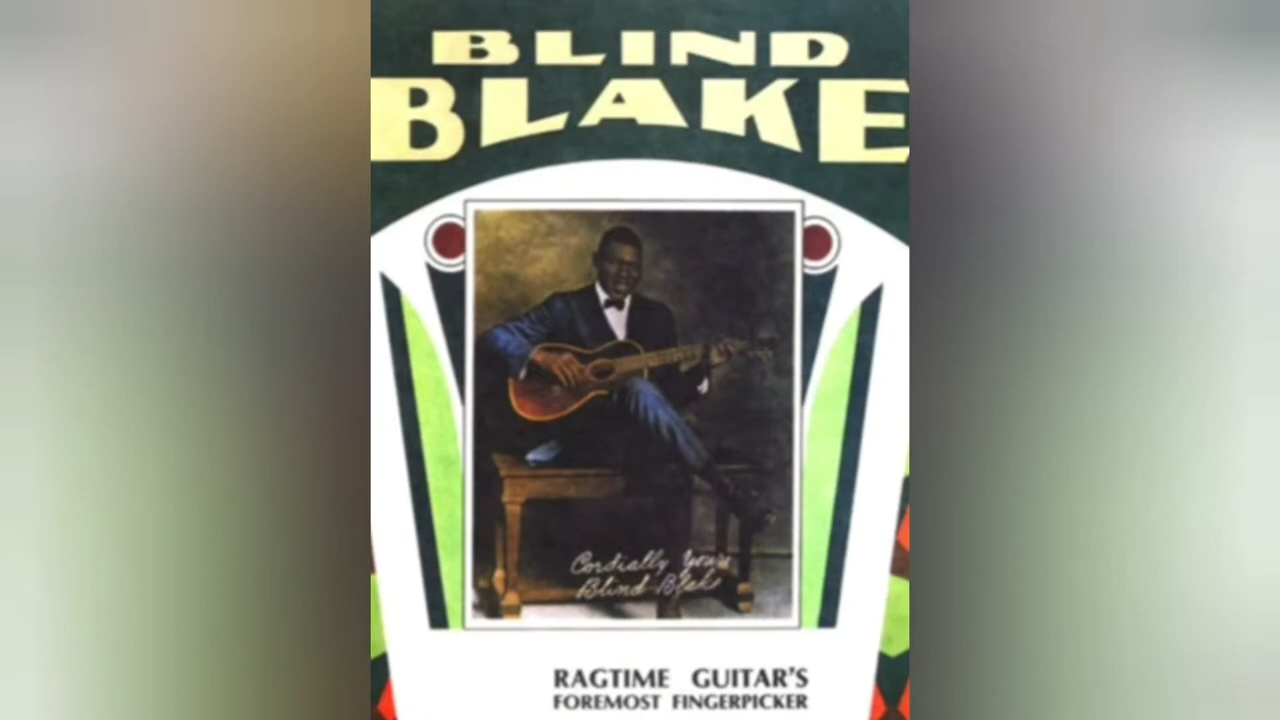 BLIND
BLAKE
Cordially Yours
Blind Blake
RAGTIME GUITAR'S
FOREMOST FINGERPICKER